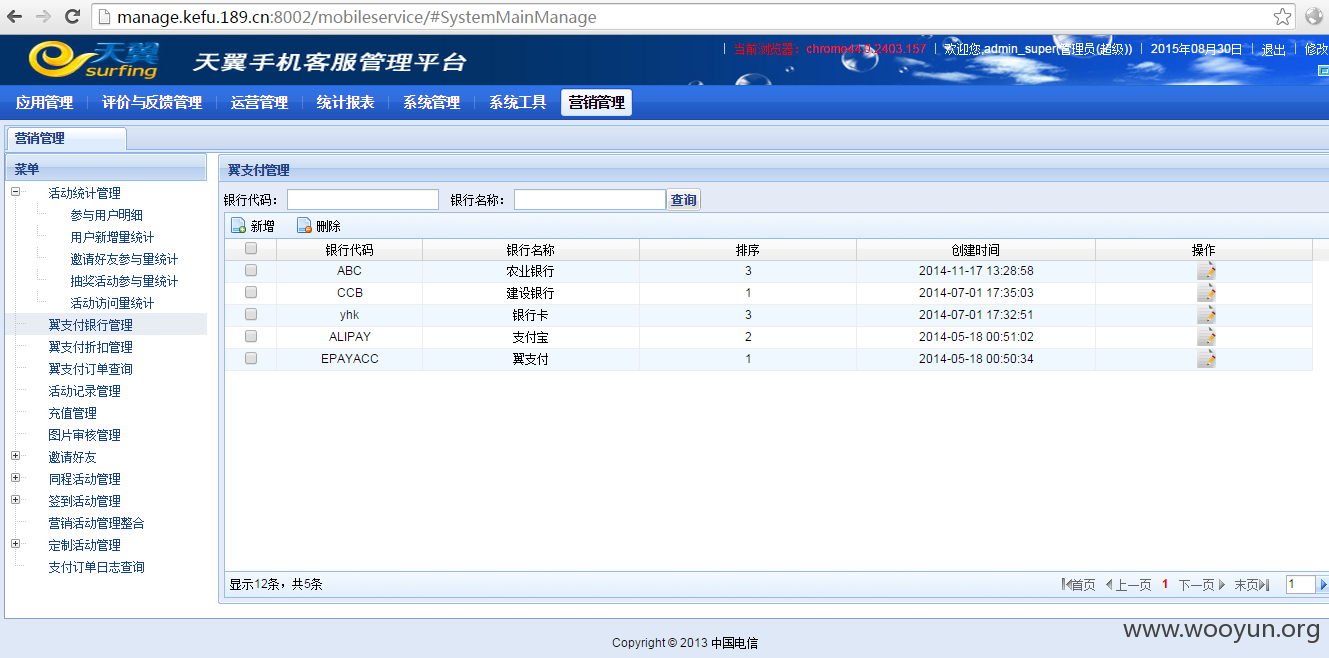 manage.kefu.189.cn:8002/mobileservice/#SystemMainManage
天翼 surfing 天翼手机客服管理平台
当前浏览器：chrome44.0.2403.157 | 欢迎您,admin_super(管理员(超级)) | 2015年08月30日 | 退出 | 修改
应用管理 评价与反馈管理 运营管理 统计报表 系统管理 系统工具 营销管理
营销管理
菜单
活动统计管理
参与用户明细
用户新增量统计
邀请好友参与量统计
抽奖活动参与量统计
活动访问量统计
翼支付银行管理
翼支付折扣管理
翼支付订单查询
活动记录管理
充值管理
图片审核管理
邀请好友
同程活动管理
签到活动管理
营销活动管理整合
定制活动管理
支付订单日志查询
翼支付管理
银行代码： 银行名称： 查询
新增 删除
银行代码 银行名称 排序 创建时间 操作
ABC 农业银行 3 2014-11-17 13:28:58
CCB 建设银行 1 2014-07-01 17:35:03
yhk 银行卡 3 2014-07-01 17:32:51
ALIPAY 支付宝 2 2014-05-18 00:51:02
EPAYACC 翼支付 1 2014-05-18 00:50:34
显示12条，共5条 首页 上一页 1 下一页 末页 1
www.wooyun.org
Copyright © 2013 中国电信